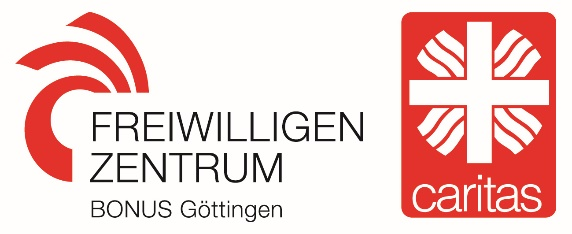 FREIWILLIGEN
ZENTRUM
BONUS Göttingen
caritas